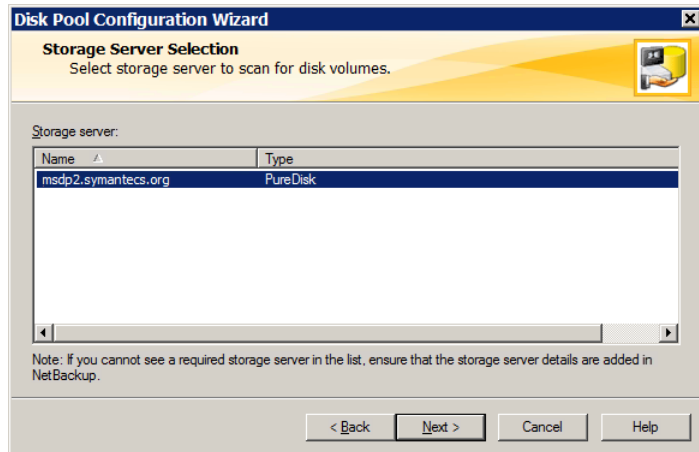 Disk Pool Configuration Wizard
Storage Server Selection
Select storage server to scan for disk volumes.
Storage server:
Name Type
msdp2.symantecs.org PureDisk
Note: If you cannot see a required storage server in the list, ensure that the storage server details are added in
NetBackup.
< Back Next > Cancel Help